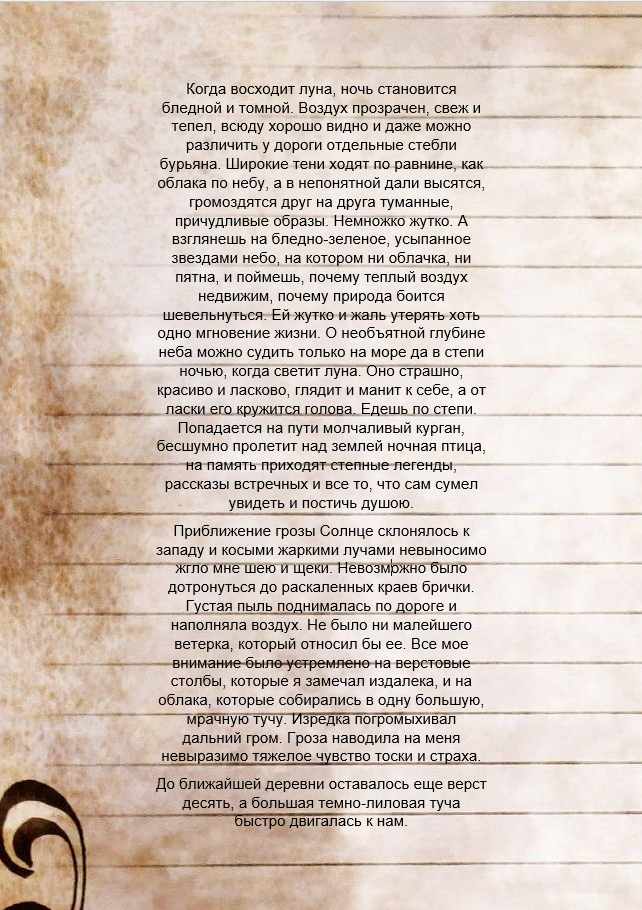 Когда восходит луна, ночь становится
бледной и томной. Воздух прозрачен, свеж и
тепел, всюду хорошо видно и даже можно
различить у дороги отдельные стебли
бурьяна. Широкие тени ходят по равнине, как
облака по небу, а в непонятной дали высятся,
громоздятся друг на друга туманные,
причудливые образы. Немножко жутко. А
взглянешь на бледно-зеленое, усыпанное
звездами небо, на котором ни облачка, ни
пятна, и поймешь, почему теплый воздух
недвижим, почему природа боится
шевельнуться. Ей жутко и жаль утерять хоть
одно мгновение жизни. О необъятной глубине
неба можно судить только на море да в степи
ночью, когда светит луна. Оно страшно,
красиво и ласково, глядит и манит к себе, а от
ласки его кружится голова. Едешь по степи.
Попадается на пути молчаливый курган,
бесшумно пролетит над землей ночная птица,
на память приходят степные легенды,
рассказы встречных и все то, что сам сумел
увидеть и постичь душою.
Приближение грозы Солнце склонялось к
западу и косыми жаркими лучами невыносимо
жгло мне шею и щеки. Невозможно было
дотронуться до раскаленных краев брички.
Густая пыль поднималась по дороге и
наполняла воздух. Не было ни малейшего
ветерка, который относил бы ее. Все мое
внимание было устремлено на верстовые
столбы, которые я замечал издалека, и на
облака, которые собирались в одну большую,
мрачную тучу. Изредка погромыхивал
дальний гром. Гроза наводила на меня
невыразимо тяжелое чувство тоски и страха.
До ближайшей деревни оставалось еще верст
десять, а большая темно-лиловая туча
быстро двигалась к нам.